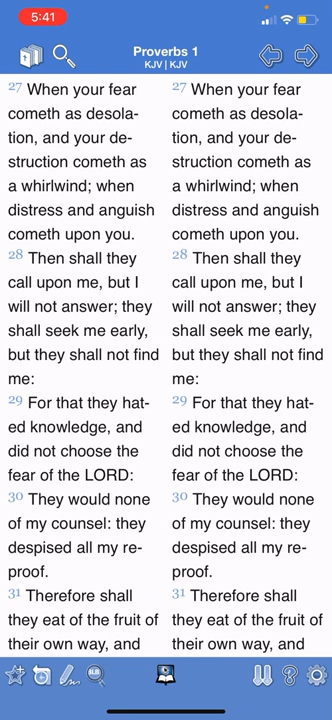 5:41
Proverbs 1
KJV | KJV
27 When your fear
cometh as desola-
tion, and your de-
struction cometh as
a whirlwind; when
distress and anguish
cometh upon you.
28 Then shall they
call upon me, but I
will not answer; they
shall seek me early,
but they shall not find
me:
29 For that they hat-
ed knowledge, and
did not choose the
fear of the LORD:
30 They would none
of my counsel: they
despised all my re-
proof.
31 Therefore shall
they eat of the fruit of
their own way, and
27 When your fear
cometh as desola-
tion, and your de-
struction cometh as
a whirlwind; when
distress and anguish
cometh upon you.
28 Then shall they
call upon me, but I
will not answer; they
shall seek me early,
but they shall not find
me:
29 For that they hat-
ed knowledge, and
did not choose the
fear of the LORD:
30 They would none
of my counsel: they
despised all my re-
proof.
31 Therefore shall
they eat of the fruit of
their own way, and
BLB